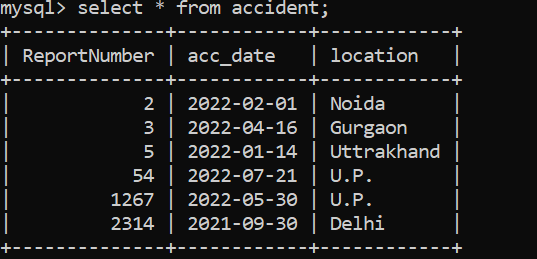 mysql> select * from accident;
+--------------+------------+------------+
| ReportNumber | acc_date   | location   |
+--------------+------------+------------+
|            2 | 2022-02-01 | Noida      |
|            3 | 2022-04-16 | Gurgaon    |
|            5 | 2022-01-14 | Uttrakhand |
|           54 | 2022-07-21 | U.P.       |
|         1267 | 2022-05-30 | U.P.       |
|         2314 | 2021-09-30 | Delhi      |
+--------------+------------+------------+